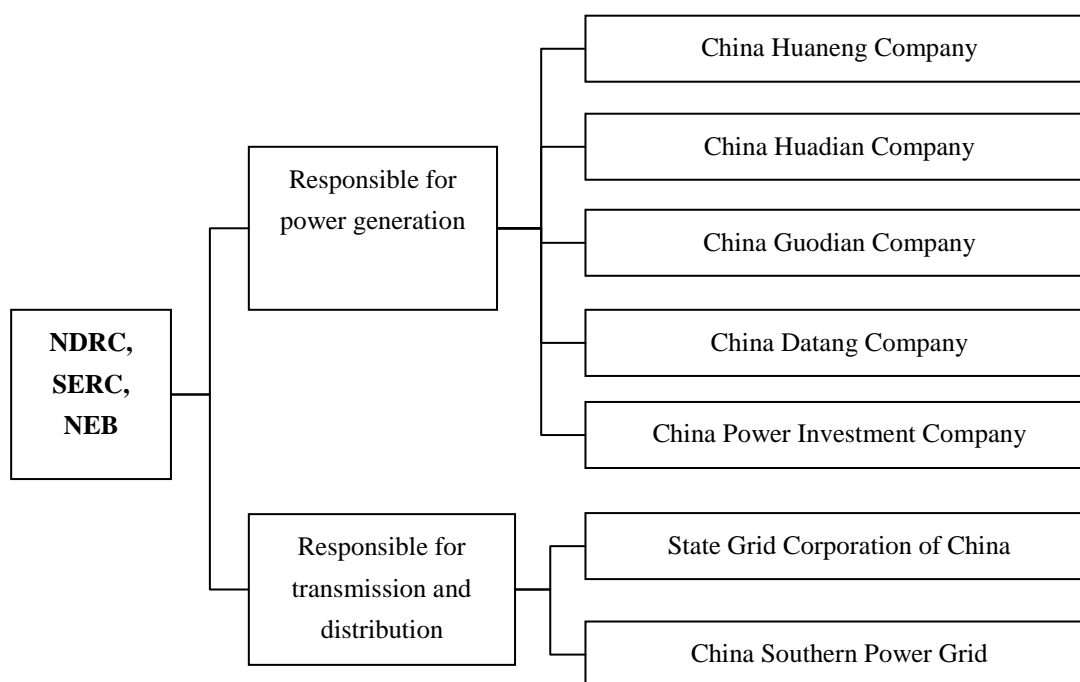 NDRC,
SERC,
NEB
Responsible for
power generation
China Huaneng Company
China Huadian Company
China Guodian Company
China Datang Company
China Power Investment Company
Responsible for
transmission and
distribution
State Grid Corporation of China
China Southern Power Grid